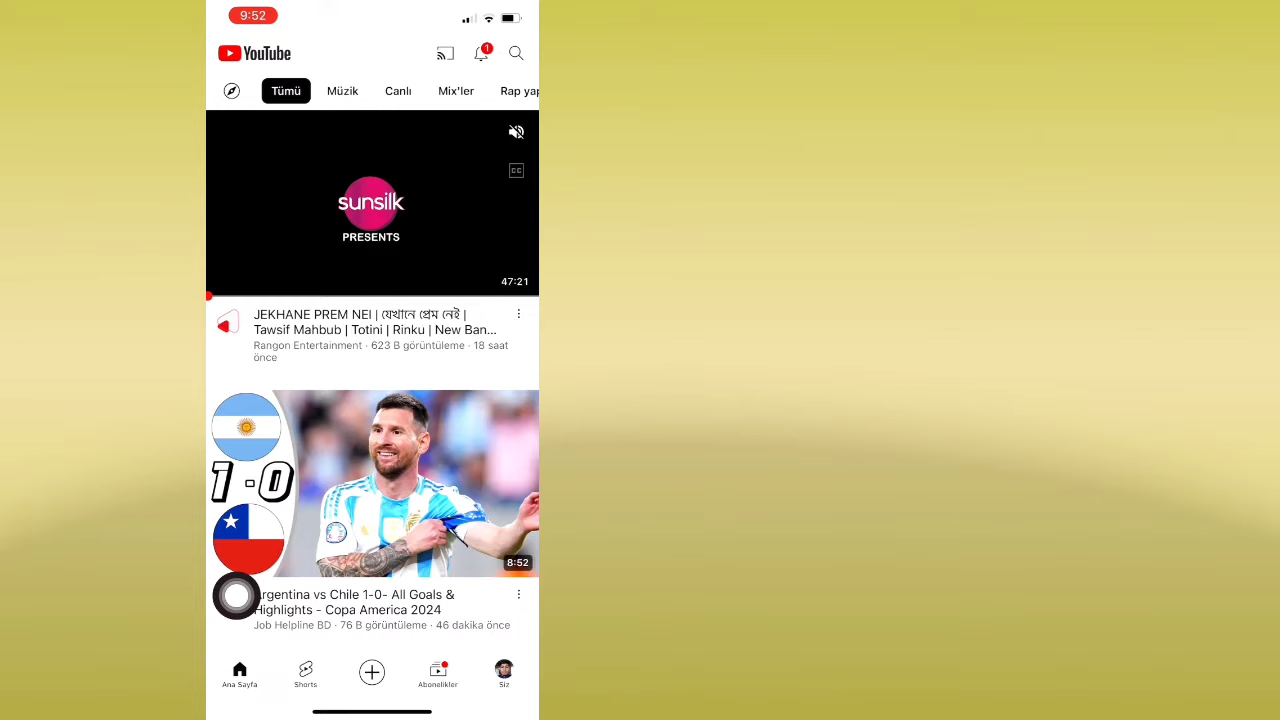 9:52
YouTube
1
Tümü Müzik Canlı Mix'ler Rap yap
sunsilk
PRESENTS
CC
47:21
JEKHANE PREM NEI | যেখানে প্রেম নেই |
Tawsif Mahbub | Totini | Rinku | New Ban...
Rangon Entertainment · 623 B görüntüleme · 18 saat
önce
1-0
8:52
Argentina vs Chile 1-0- All Goals &
Highlights - Copa America 2024
Job Helpline BD · 76 B görüntüleme · 46 dakika önce
Ana Sayfa Shorts Abonelikler Siz